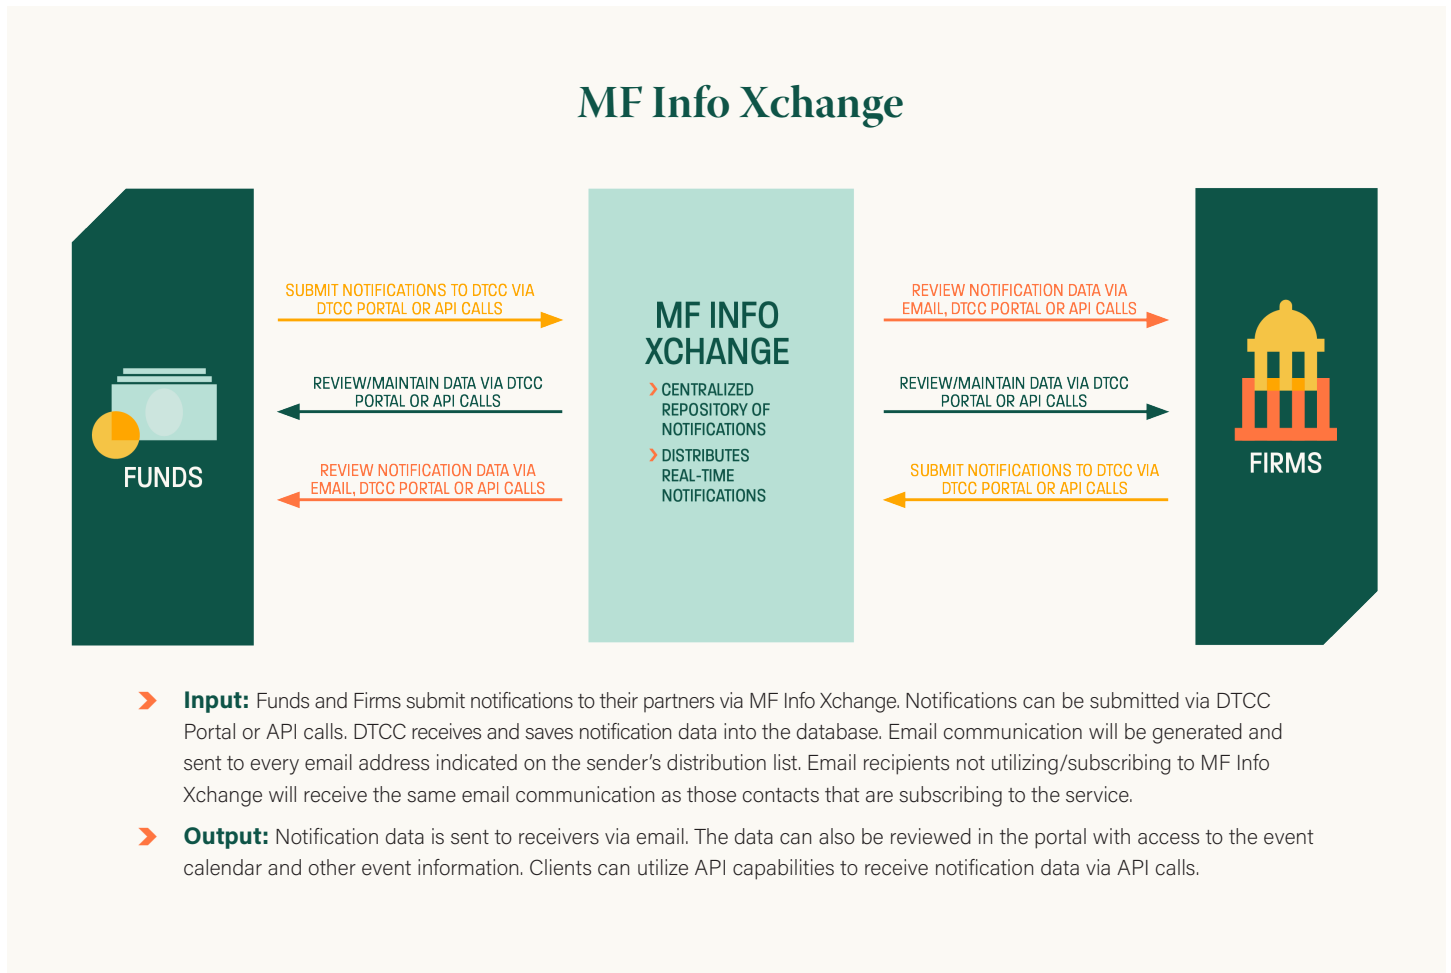 MF Info Xchange
SUBMIT NOTIFICATIONS TO DTCC VIA
DTCC PORTAL OR API CALLS
REVIEW/MAINTAIN DATA VIA DTCC
PORTAL OR API CALLS
REVIEW NOTIFICATION DATA VIA
EMAIL, DTCC PORTAL OR API CALLS
FUNDS
MF INFO
XCHANGE
CENTRALIZED
REPOSITORY OF
NOTIFICATIONS
DISTRIBUTES
REAL-TIME
NOTIFICATIONS
REVIEW NOTIFICATION DATA VIA
EMAIL, DTCC PORTAL OR API CALLS
REVIEW/MAINTAIN DATA VIA DTCC
PORTAL OR API CALLS
SUBMIT NOTIFICATIONS TO DTCC VIA
DTCC PORTAL OR API CALLS
FIRMS
Input: Funds and Firms submit notifications to their partners via MF Info Xchange. Notifications can be submitted via DTCC
Portal or API calls. DTCC receives and saves notification data into the database. Email communication will be generated and
sent to every email address indicated on the sender's distribution list. Email recipients not utilizing/subscribing to MF Info
Xchange will receive the same email communication as those contacts that are subscribing to the service.
Output: Notification data is sent to receivers via email. The data can also be reviewed in the portal with access to the event
calendar and other event information. Clients can utilize API capabilities to receive notification data via API calls.